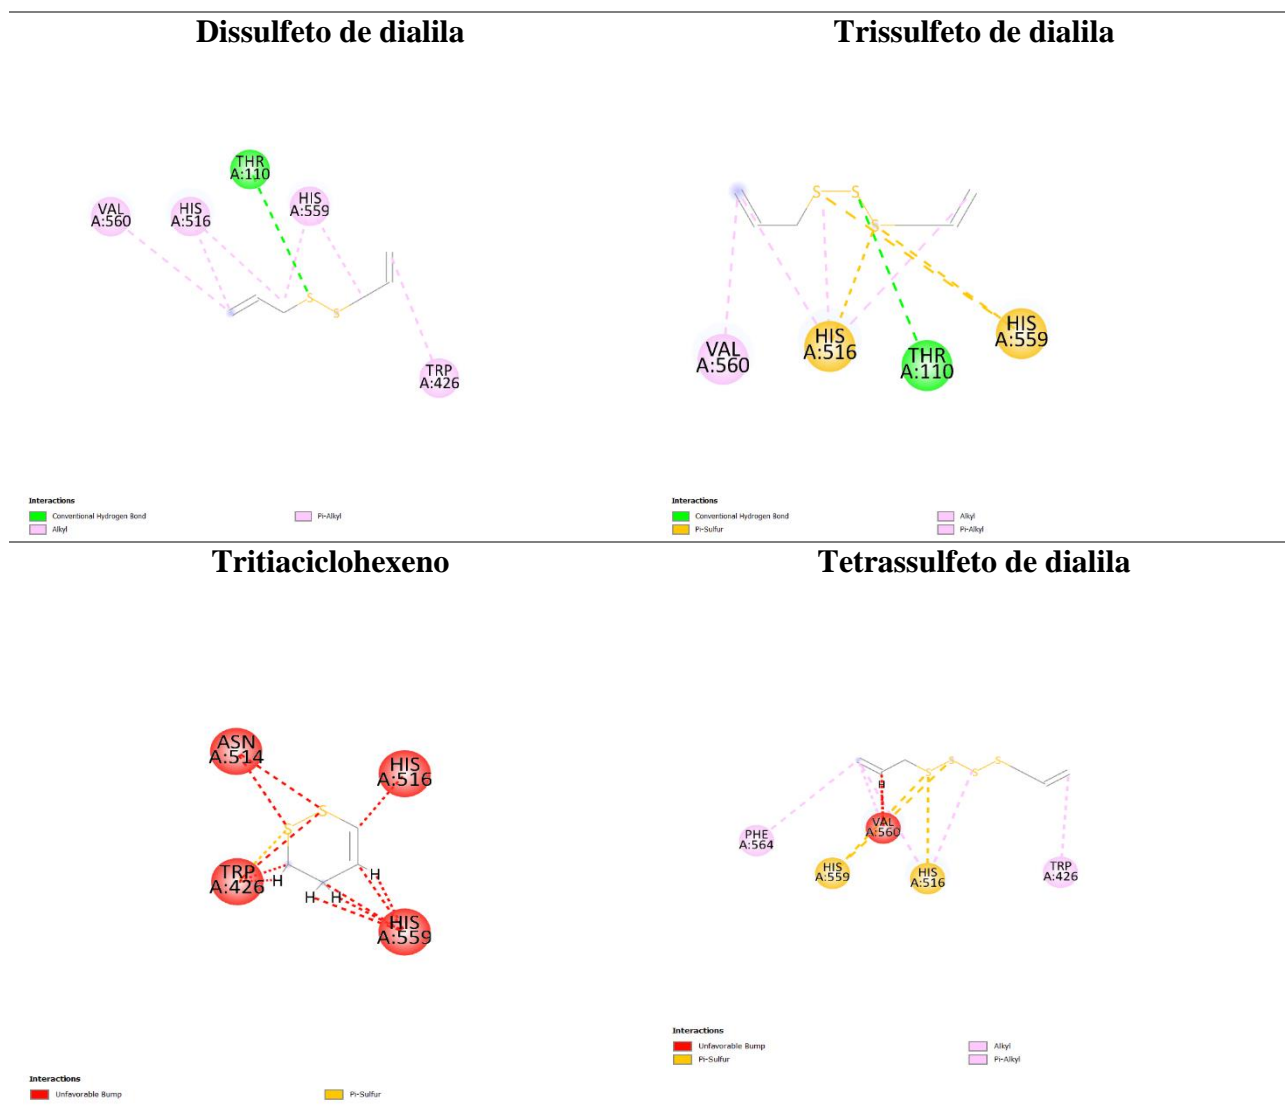 Dissulfeto de dialila
THR
A:110
VAL
A:560
HIS
A:516
HIS
A:559
S
S
TRP
A:426
Interactions
Conventional Hydrogen Bond
Alkyl
Pi-Alkyl
Trissulfeto de dialila
S
S
S
VAL
A:560
HIS
A:516
THR
A:110
HIS
A:559
Interactions
Conventional Hydrogen Bond
Pi-Sulfur
Alkyl
Pi-Alkyl
Tritiaciclohexeno
ASN
A:514
HIS
A:516
S
S
TRP
A:426
H
H
H
H
HIS
A:559
Interactions
Unfavorable Bump
Pi-Sulfur
Tetrassulfeto de dialila
S
S
S
S
H
VAL
A:560
PHE
A:564
HIS
A:559
HIS
A:516
TRP
A:426
Interactions
Unfavorable Bump
Pi-Sulfur
Alkyl
Pi-Alkyl